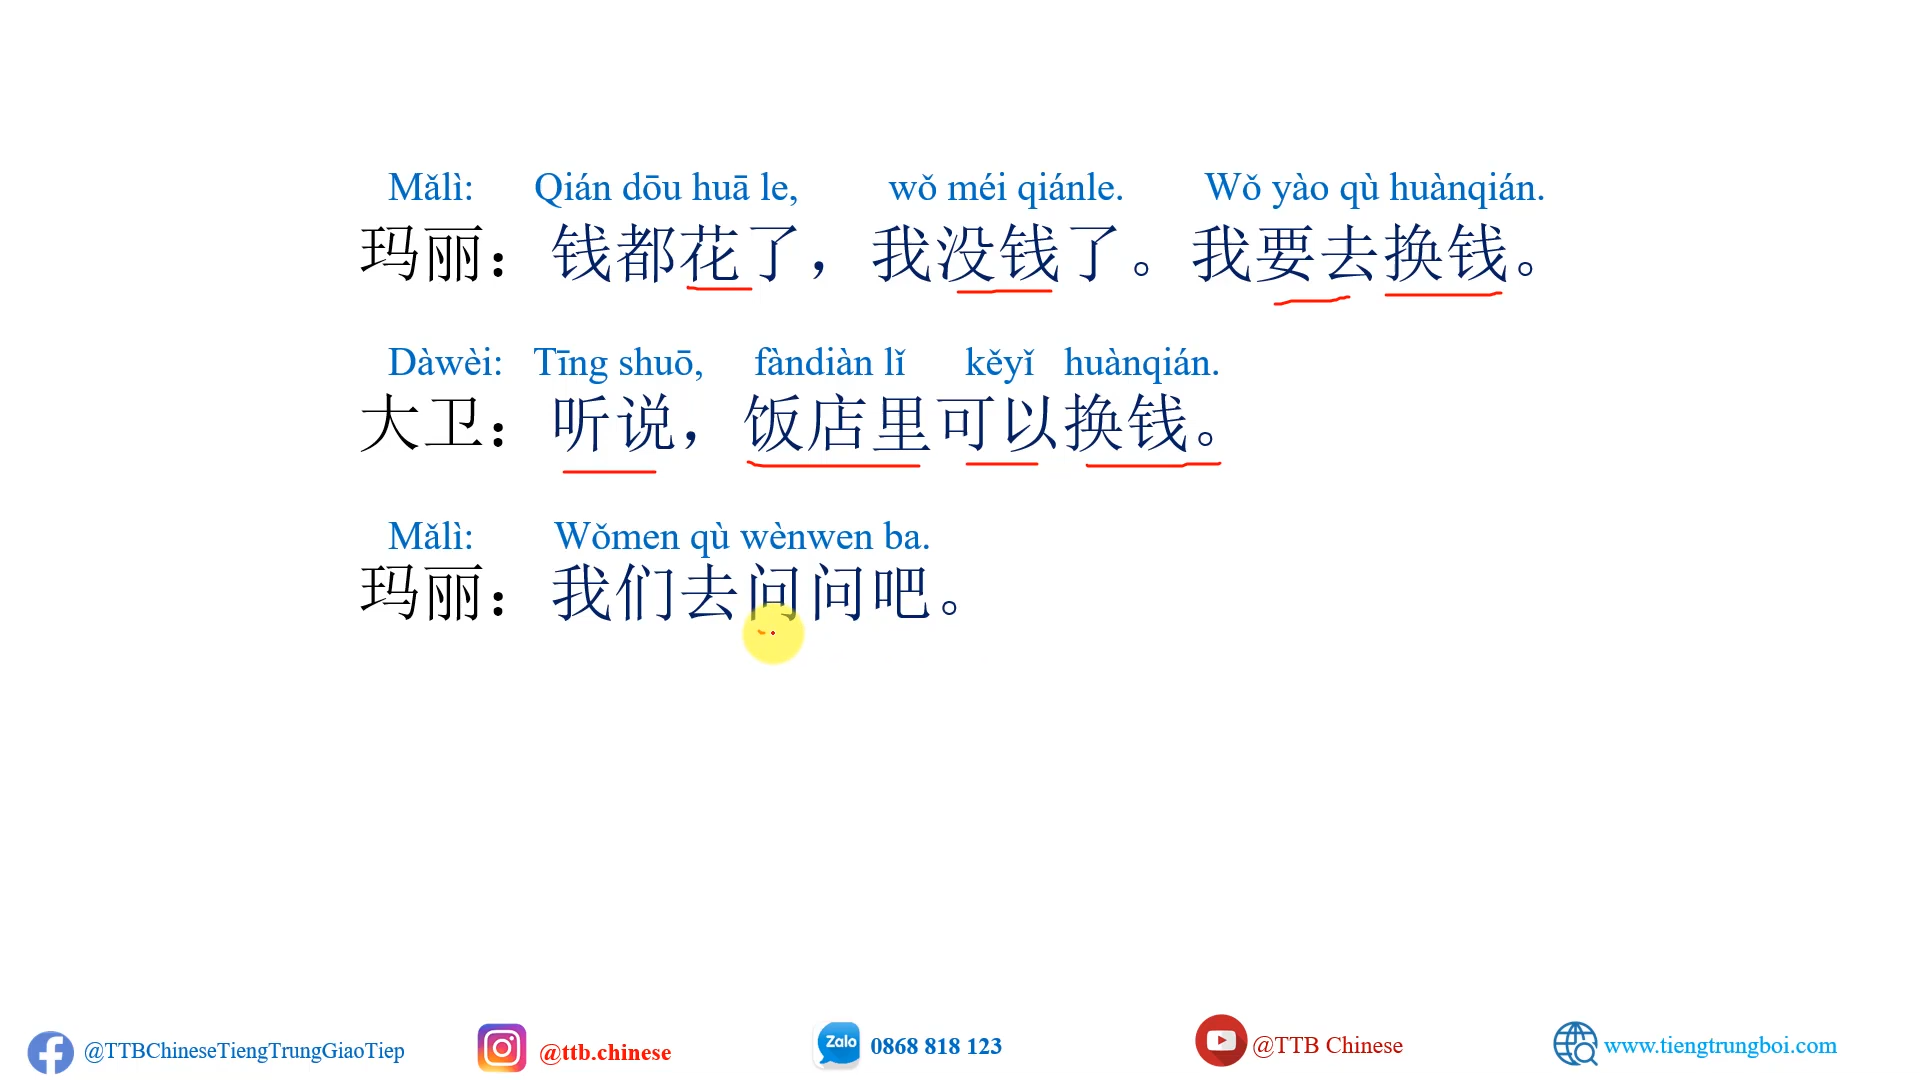 Mǎlì: Qián dōu huā le, wǒ méi qiánle. Wǒ yào qù huànqián.
玛丽：钱都花了，我没钱了。我要去换钱。
Dàwèi: Tīng shuō, fàndiàn lǐ kěyǐ huànqián.
大卫：听说，饭店里可以换钱。
Mǎlì: Wǒmen qù wènwen ba.
玛丽：我们去问问吧。
@TTBChineseTiengTrungGiaoTiep @ttb.chinese Zalo 0868 818 123 @TTB Chinese www.tiengtrungboi.com